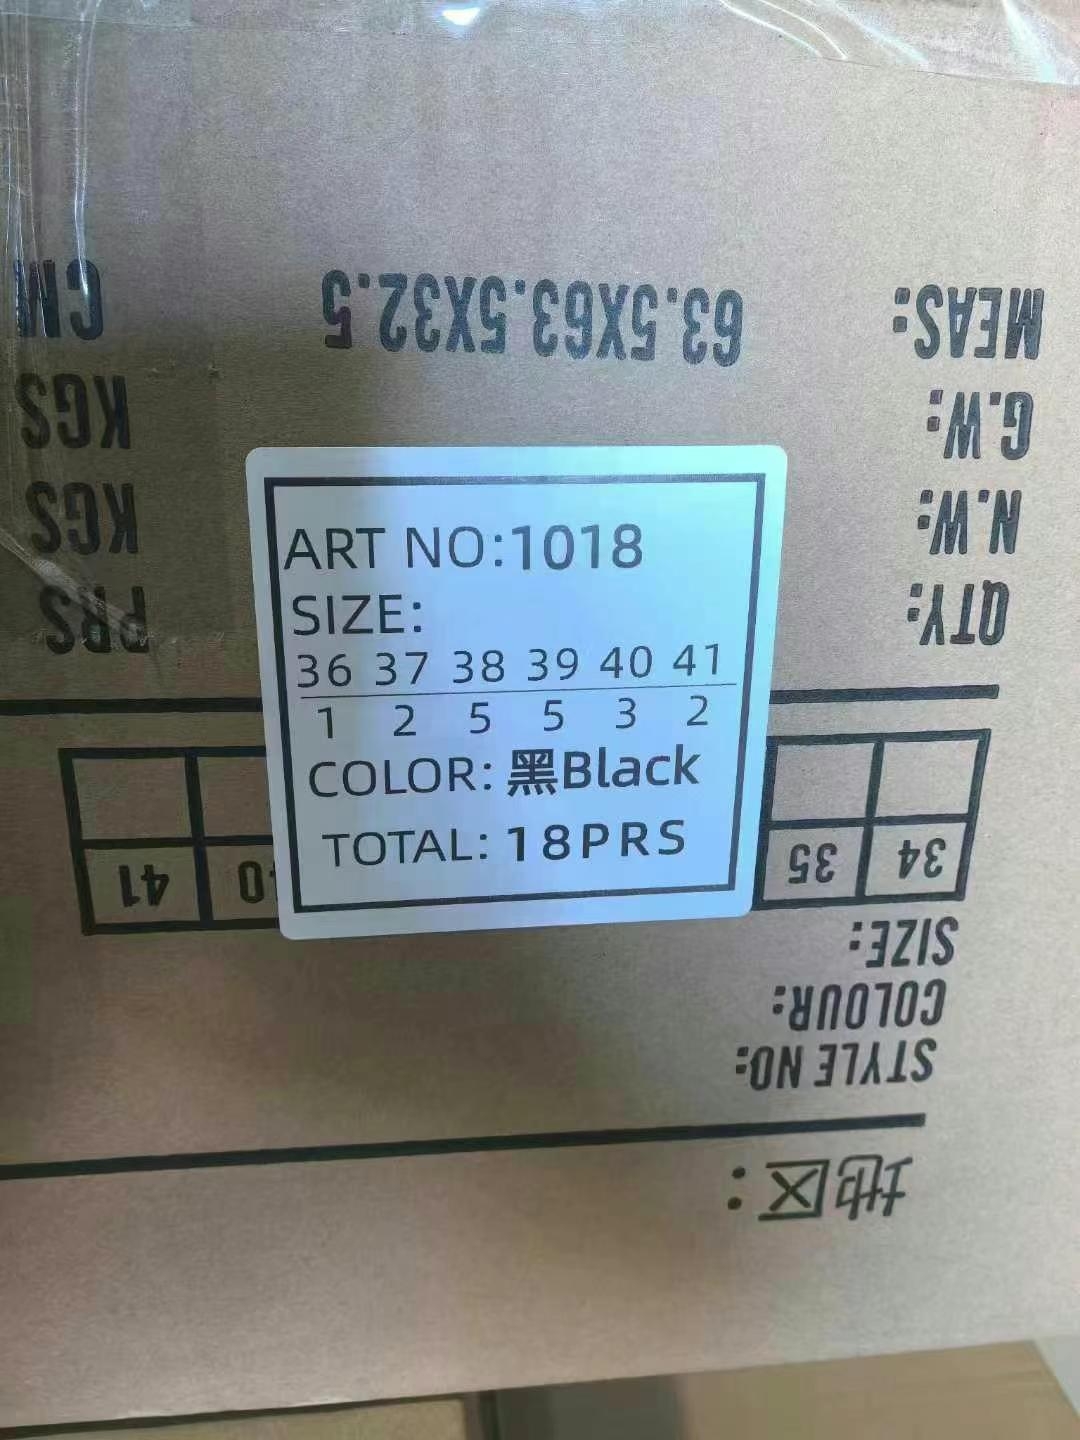 ART NO:1018
SIZE:
36 37 38 39 40 41
1 2 5 5 3 2
COLOR: 黑Black
TOTAL: 18PRS
地区:
STYLE NO:
COLOUR:
SIZE:
34 35 41
QTY: PRS
N.W: KGS
G.W: KGS
MEAS: 63.5X63.5X32.5 CM